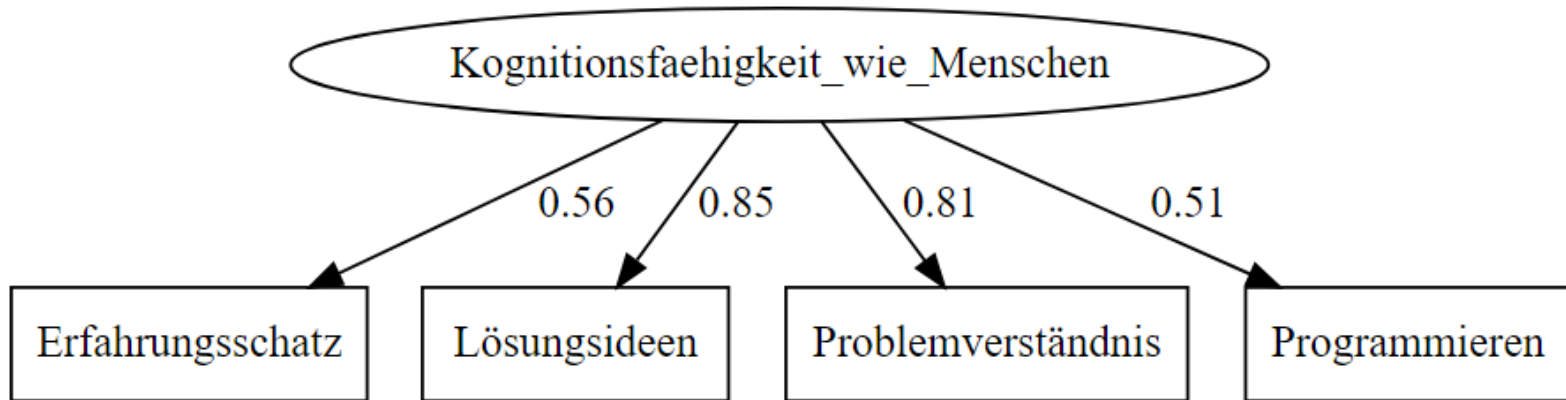 Kognitionsfaehigkeit_wie_Menschen
0.56 0.85 0.81 0.51
Erfahrungsschatz Lösungsideen Problemverständnis Programmieren